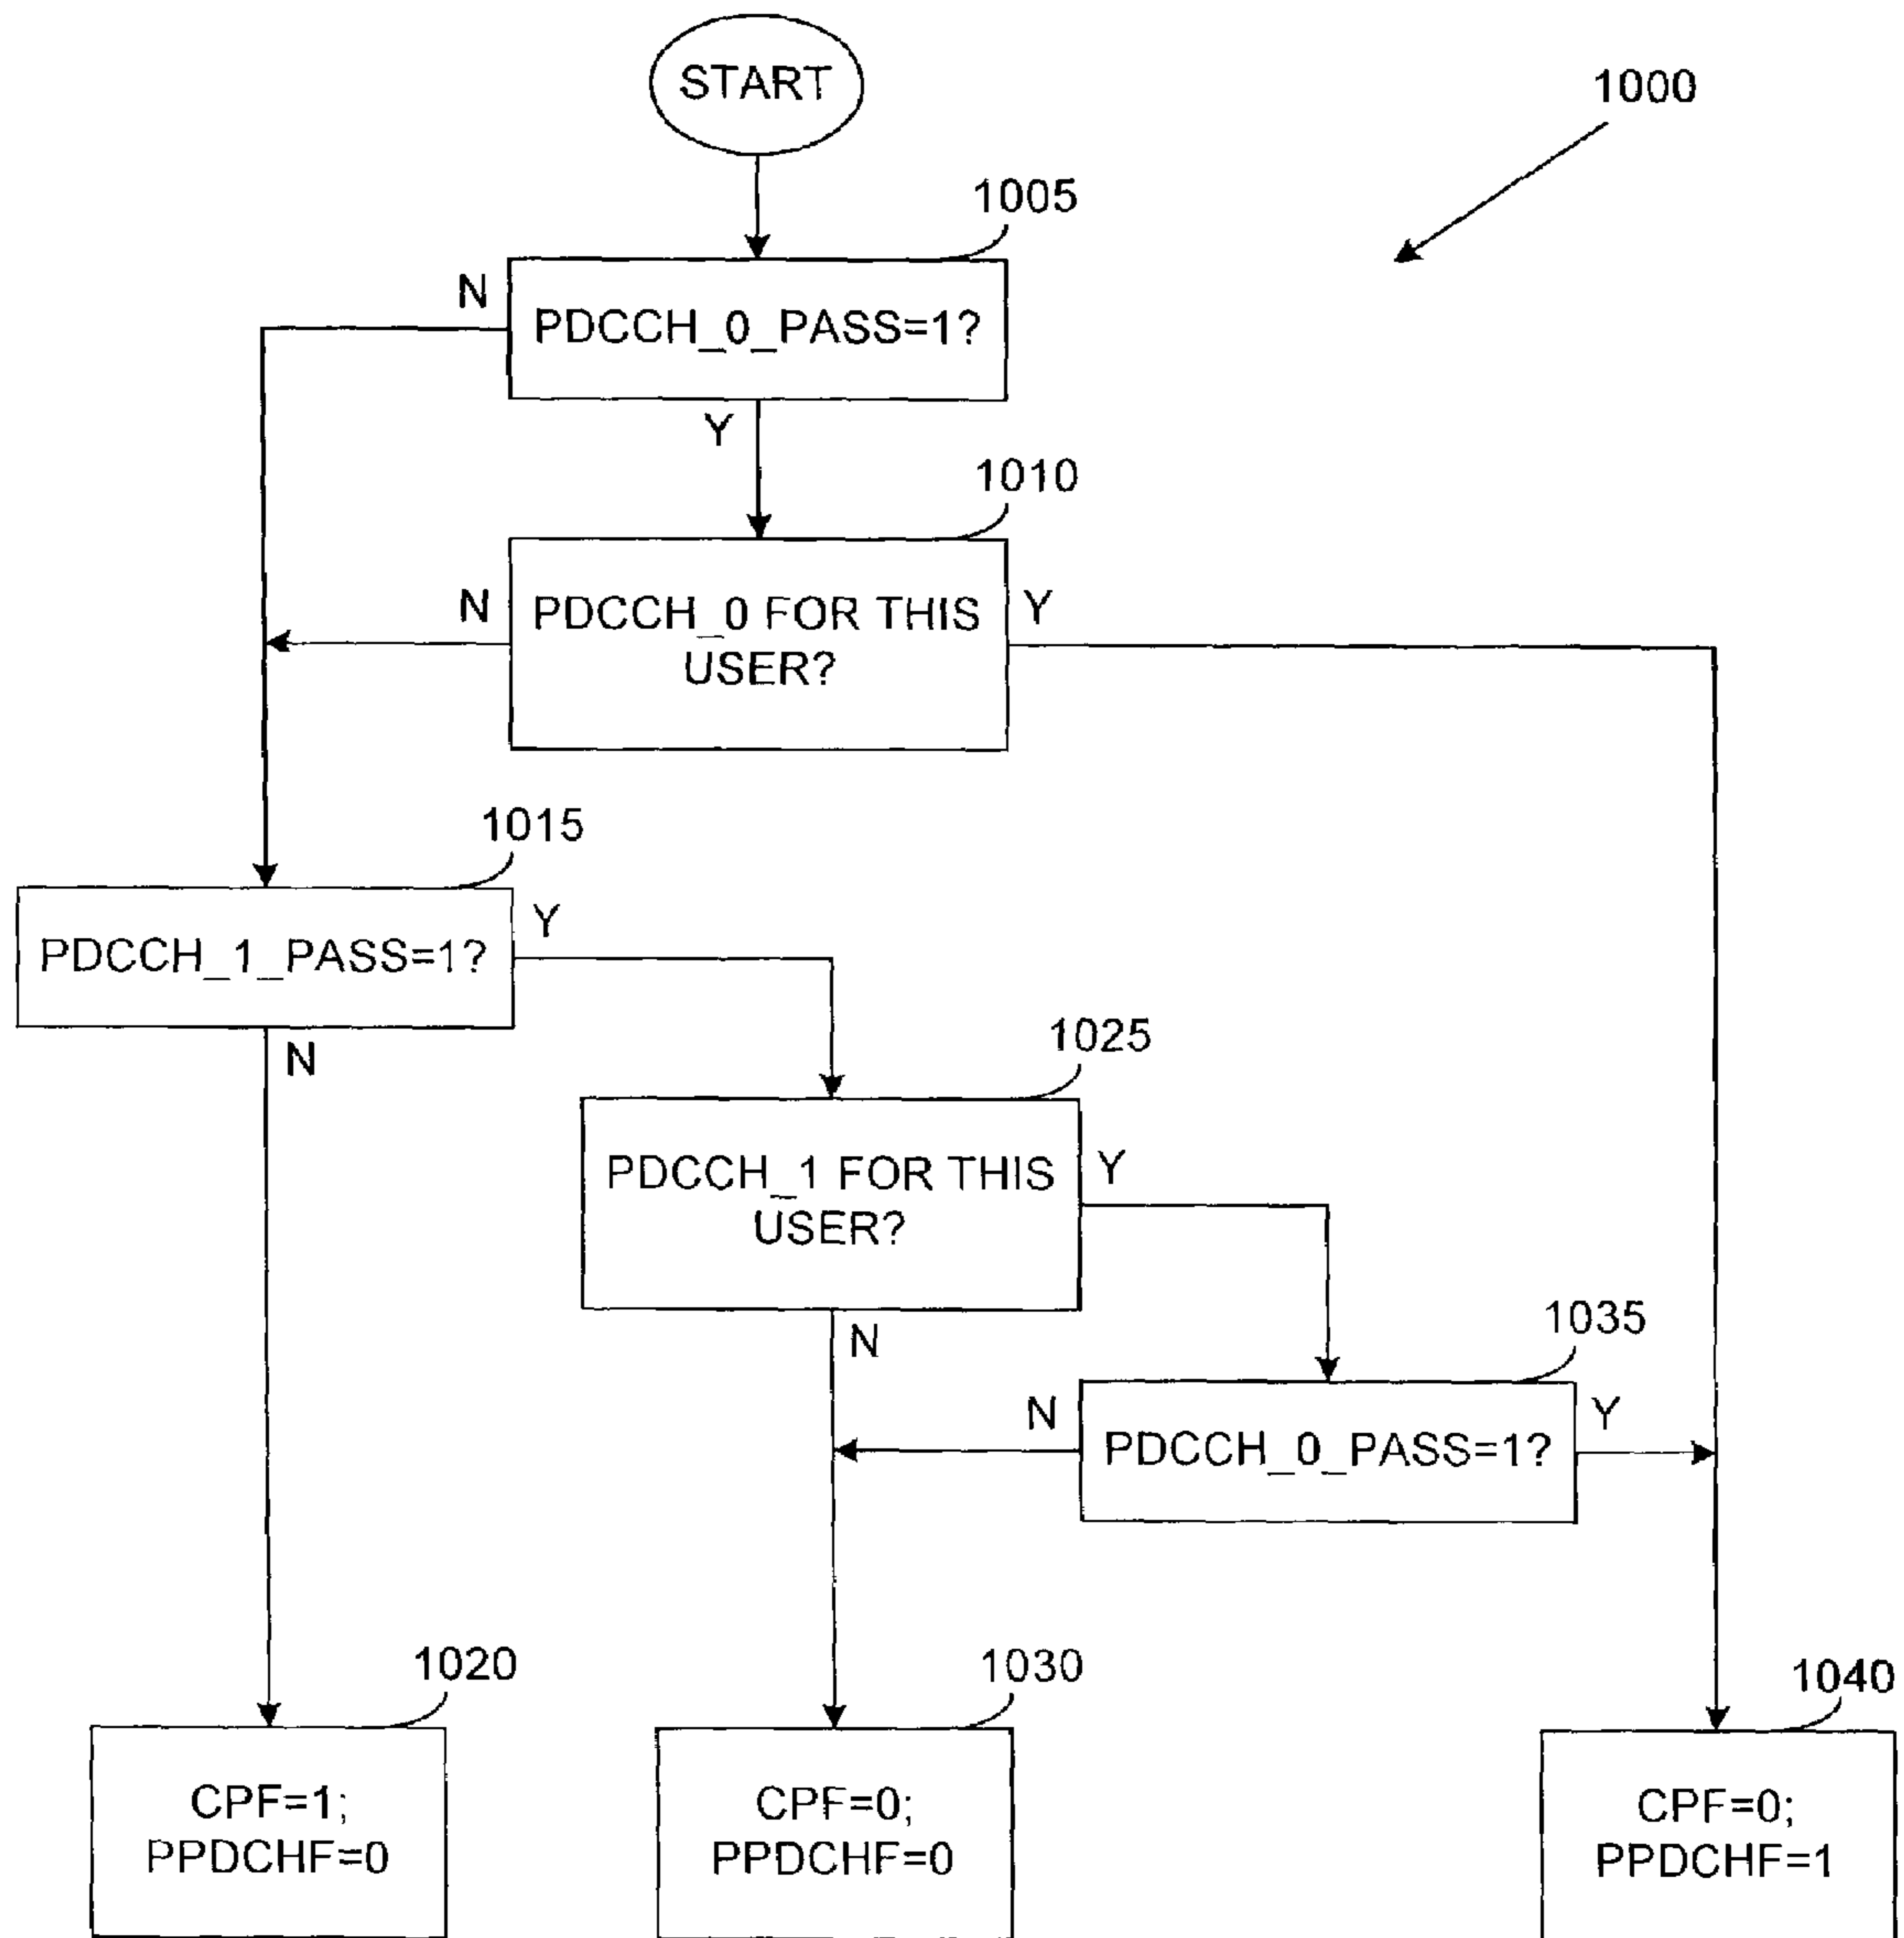 START
1000
1005
N
PDCCH_0_PASS=1?
Y
1010
N
PDCCH_0 FOR THIS
USER?
Y
1015
PDCCH_1_PASS=1?
Y
N
1025
PDCCH_1 FOR THIS
USER?
Y
N
1035
N
PDCCH_0_PASS=1?
Y
1020
CPF=1;
PPDCHF=0
1030
CPF=0;
PPDCHF=0
1040
CPF=0;
PPDCHF=1